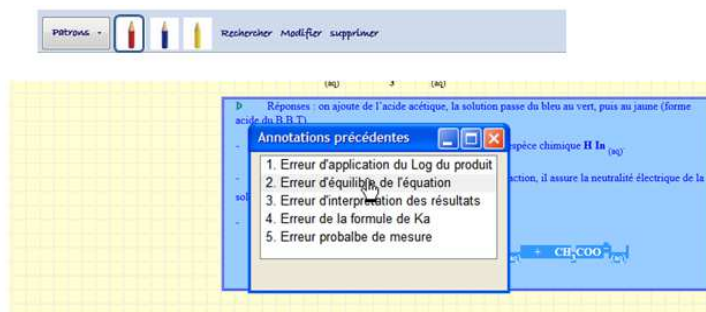 Patrons
Rechercher Modifier supprimer
(aq) 3 (aq)
Réponses : on ajoute de l'acide acétique, la solution passe du bleu au vert, puis au jaune (forme
acide du B.B.T)
Annotations précédentes
espèce chimique H In (aq).
1. Erreur d'application du Log du produit
2. Erreur d'équilibre de l'équation
action, il assure la neutralité électrique de la
sol
3. Erreur d'interprétation des résultats
4. Erreur de la formule de Ka
5. Erreur probalbe de mesure
+ CH3COO - (aq)